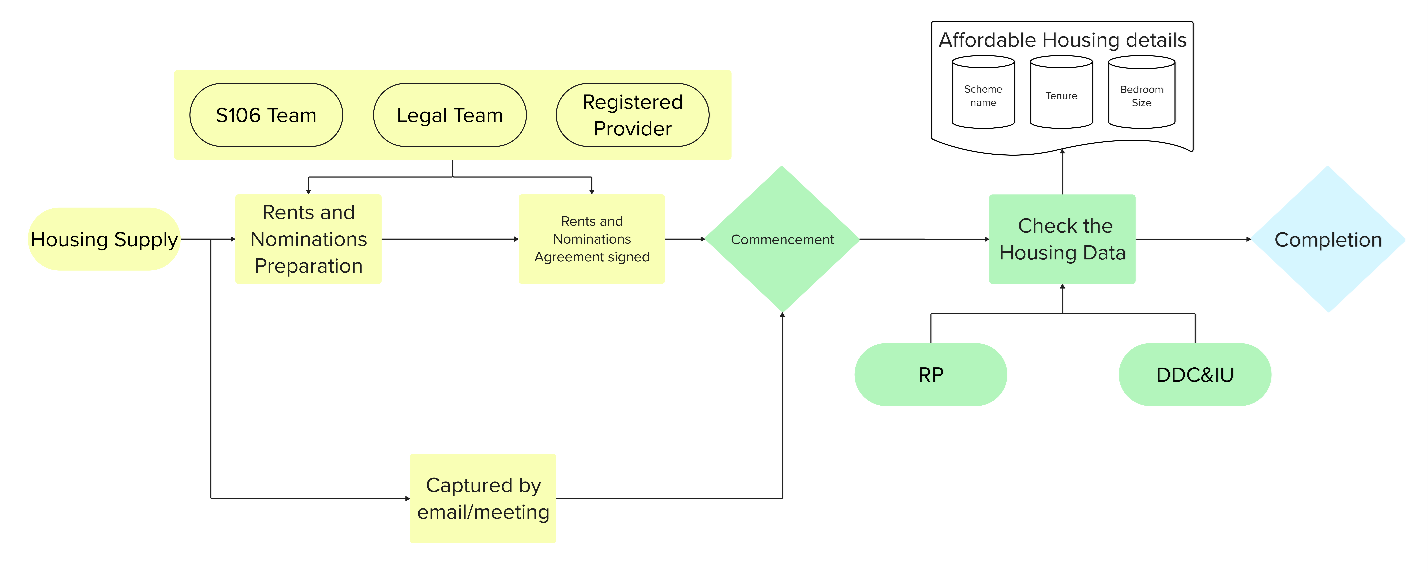 Affordable Housing details
Scheme
name
Tenure
Bedroom
Size
S106 Team
Legal Team
Registered
Provider
Housing Supply
Rents and
Nominations
Preparation
Rents and
Nominations
Agreement signed
Commencement
Check the
Housing Data
Completion
RP
DDC&IU
Captured by
email/meeting